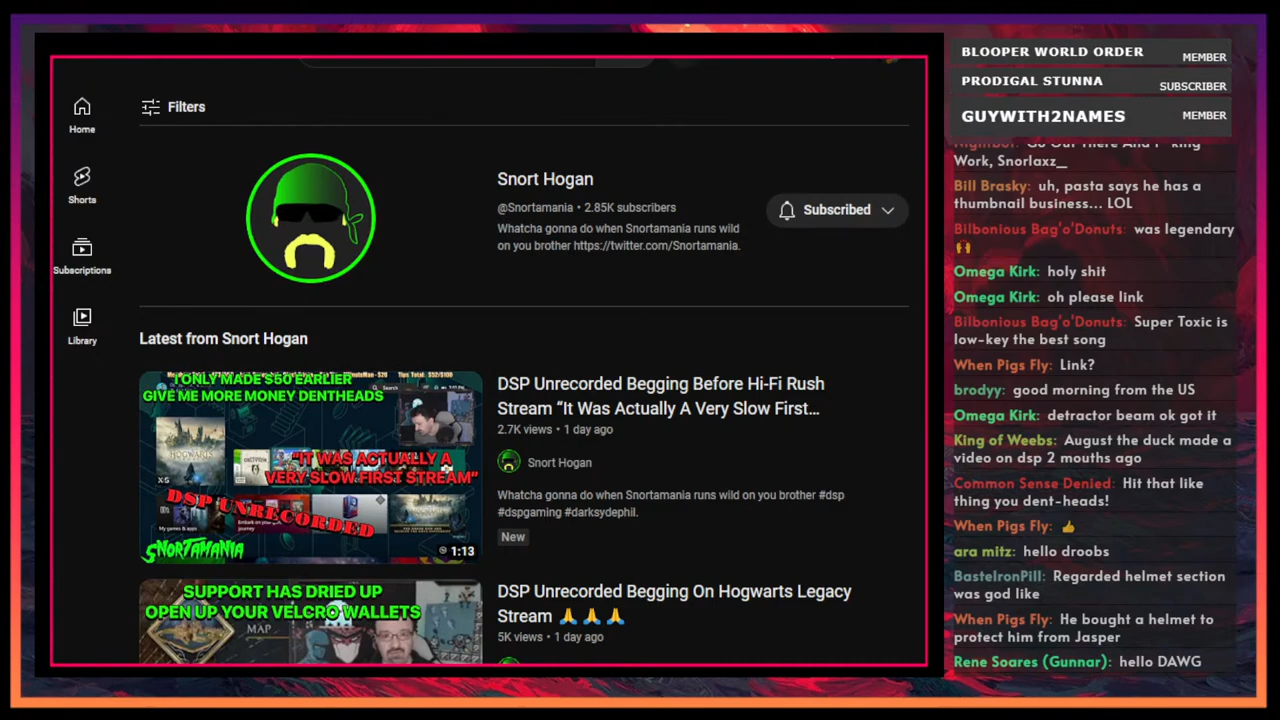 Filters
Home
Shorts
Subscriptions
Library
Snort Hogan
@Snortamania • 2.85K subscribers
Whatcha gonna do when Snortamania runs wild
on you brother https://twitter.com/Snortamania.
Subscribed
Latest from Snort Hogan
I ONLY MADE $50 EARLIER
GIVE ME MORE MONEY DENTHEADS
"IT WAS ACTUALLY A
VERY SLOW FIRST STREAM"
DSP UNRECORDED
SNORTAMANIA
1:13
DSP Unrecorded Begging Before Hi-Fi Rush
Stream “It Was Actually A Very Slow First...
2.7K views • 1 day ago
Snort Hogan
Whatcha gonna do when Snortamania runs wild on you brother #dsp
#dspgaming #darksydephil.
New
SUPPORT HAS DRIED UP
OPEN UP YOUR VELCRO WALLETS
MAP
DSP Unrecorded Begging On Hogwarts Legacy
Stream 🙏 🙏 🙏
5K views • 1 day ago
BLOOPER WORLD ORDER MEMBER
PRODIGAL STUNNA SUBSCRIBER
GUYWITH2NAMES MEMBER
Work, Snorlaxz_
Bill Brasky: uh, pasta says he has a
thumbnail business... LOL
Bilbonious Bag'o'Donuts: was legendary
🙌
Omega Kirk: holy shit
Omega Kirk: oh please link
Bilbonious Bag'o'Donuts: Super Toxic is
low-key the best song
When Pigs Fly: Link?
brodyy: good morning from the US
Omega Kirk: detractor beam ok got it
King of Weebs: August the duck made a
video on dsp 2 mouths ago
Common Sense Denied: Hit that like
thing you dent-heads!
When Pigs Fly: 👍
ara mitz: hello droobs
BasteIronPill: Regarded helmet section
was god like
When Pigs Fly: He bought a helmet to
protect him from Jasper
Rene Soares (Gunnar): hello DAWG